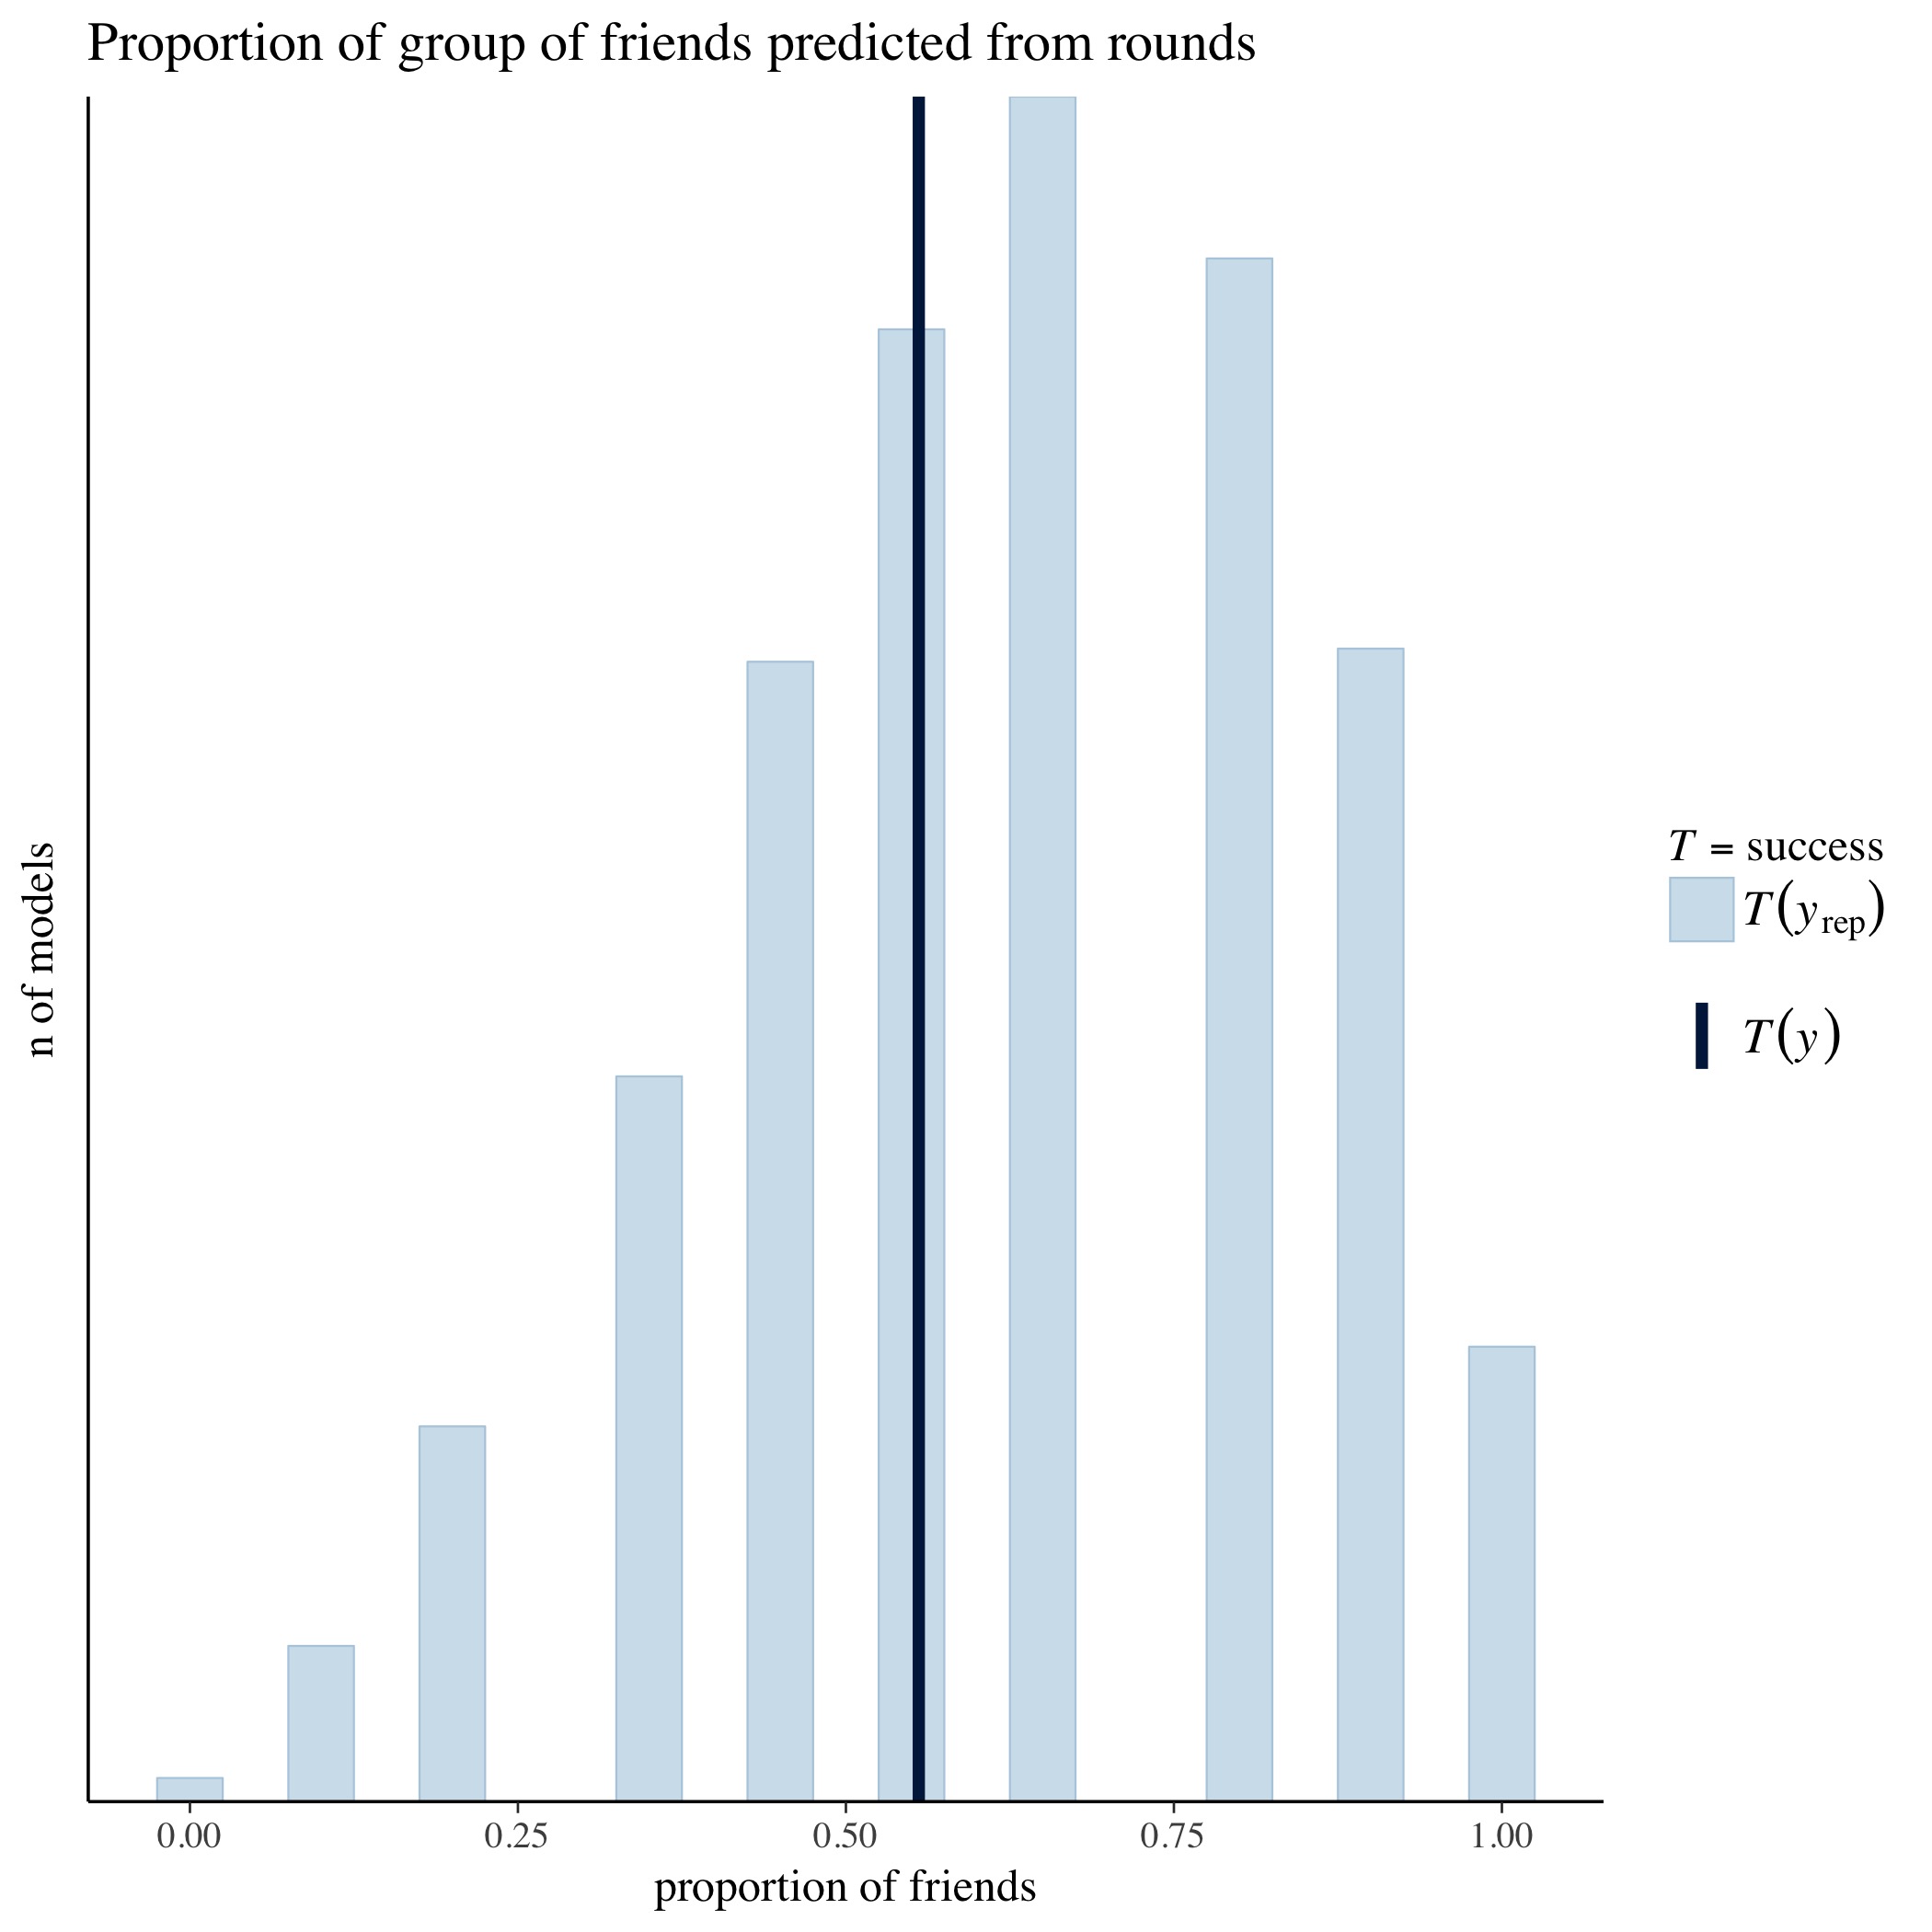 Proportion of group of friends predicted from rounds
n of models
T = success
T(y_rep)
T(y)
0.00 0.25 0.50 0.75 1.00
proportion of friends